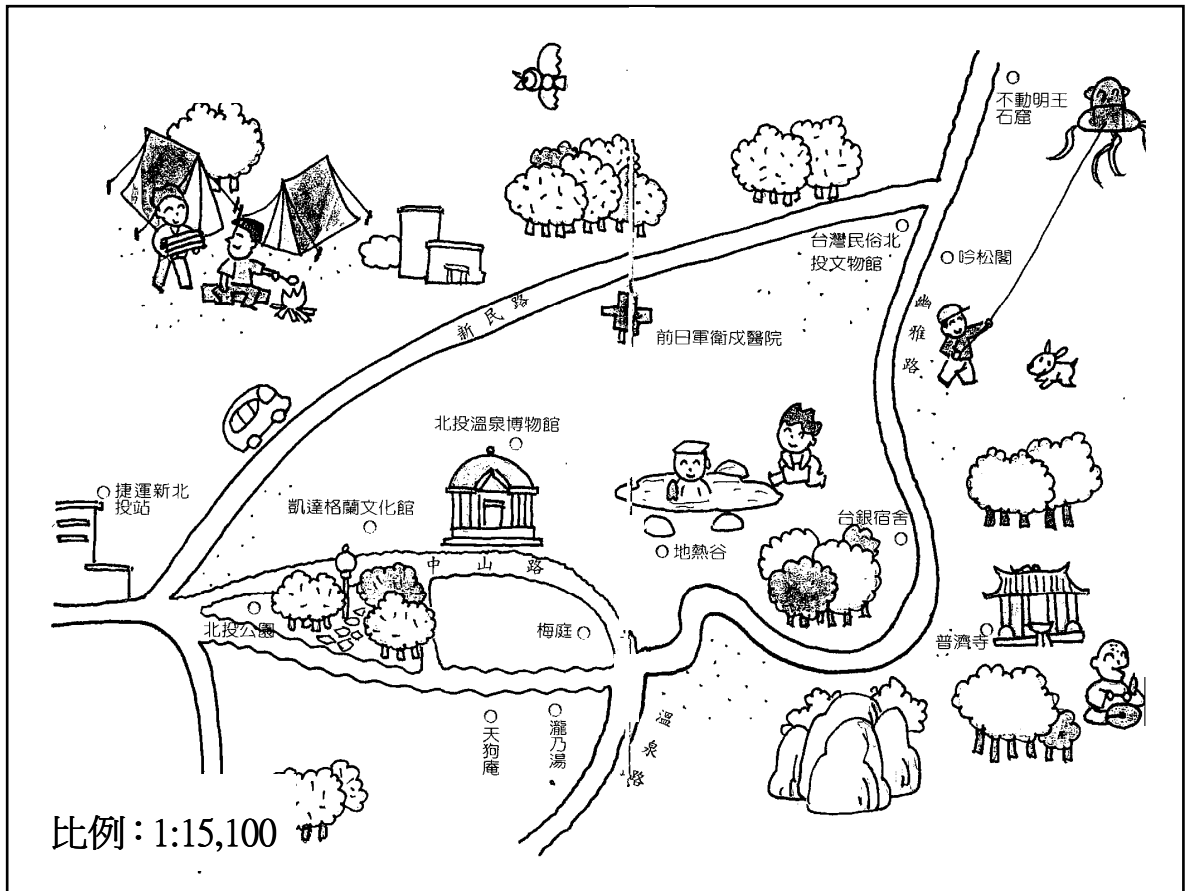 不動明王
石窟
台灣民俗北
投文物館
吟松閣
幽雅路
新民路
前日軍衛戍醫院
北投溫泉博物館
捷運新北
投站
凱達格蘭文化館
台銀宿舍
地熱谷
中山路
北投公園
梅庭
普濟寺
天狗庵
瀧乃湯
溫泉路
比例：1:15,100